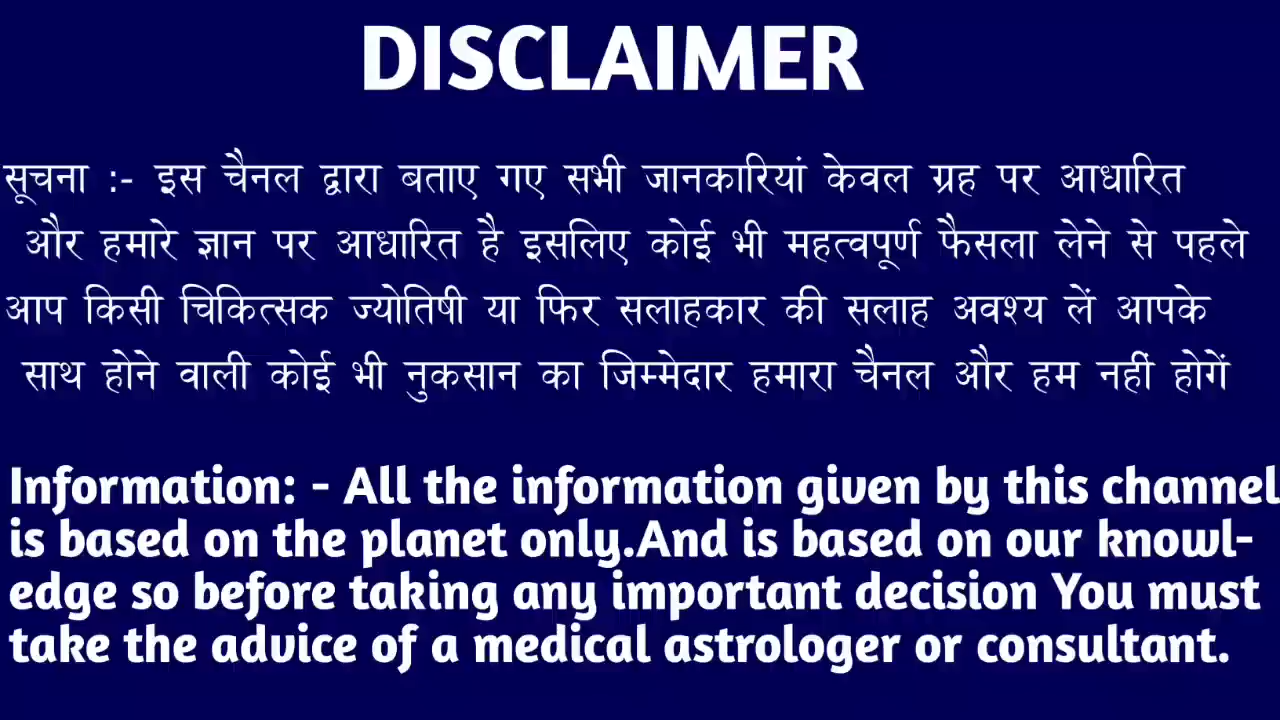 DISCLAIMER
सूचना :- इस चैनल द्वारा बताए गए सभी जानकारियां केवल ग्रह पर आधारित
और हमारे ज्ञान पर आधारित है इसलिए कोई भी महत्वपूर्ण फैसला लेने से पहले
आप किसी चिकित्सक ज्योतिषी या फिर सलाहकार की सलाह अवश्य लें आपके
साथ होने वाली कोई भी नुकसान का जिम्मेदार हमारा चैनल और हम नहीं होगें
Information: - All the information given by this channel
is based on the planet only.And is based on our knowl-
edge so before taking any important decision You must
take the advice of a medical astrologer or consultant.